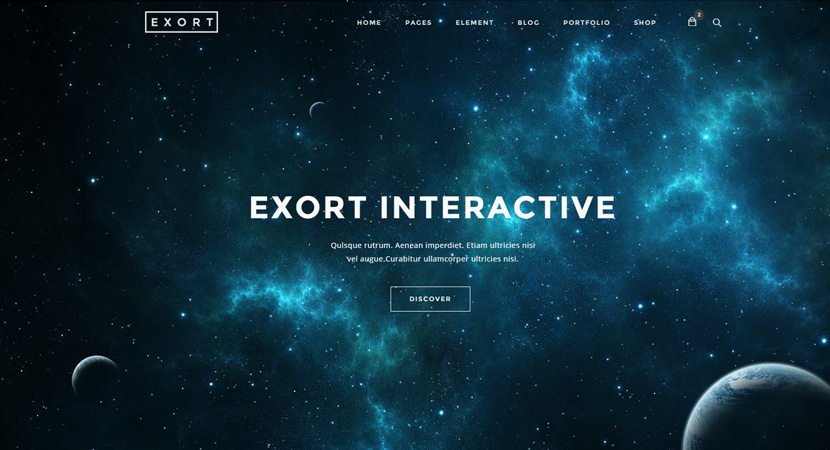 EXORT
HOME PAGES ELEMENT BLOG PORTFOLIO SHOP 2
EXORT INTERACTIVE
Quisque rutrum. Aenean imperdiet. Etiam ultricies nisi
vel augue.Curabitur ullamcorper ultricies nisi.
DISCOVER